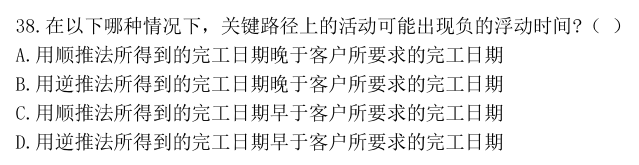 38.在以下哪种情况下，关键路径上的活动可能出现负的浮动时间?（ ）
A.用顺推法所得到的完工日期晚于客户所要求的完工日期
B.用逆推法所得到的完工日期晚于客户所要求的完工日期
C.用顺推法所得到的完工日期早于客户所要求的完工日期
D.用逆推法所得到的完工日期早于客户所要求的完工日期